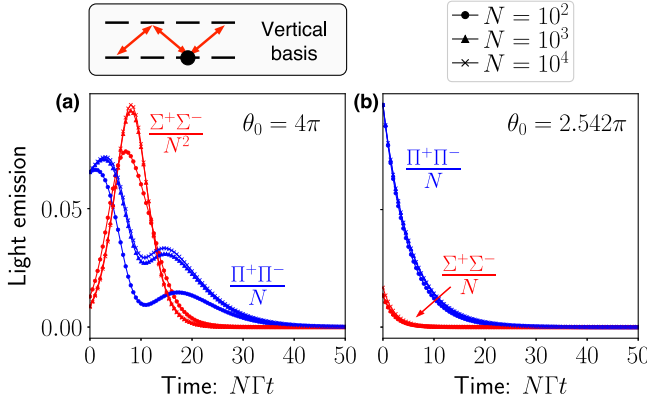 Vertical
basis
N = 10^2
N = 10^3
N = 10^4
(a)
Σ^+Σ^-/N^2
θ_0 = 4π
Π^+Π^-/N
(b)
θ_0 = 2.542π
Π^+Π^-/N
Σ^+Σ^-/N
Light emission
0.05
0.00
0 10 20 30 40 50
0 10 20 30 40 50
Time: NΓt
Time: NΓt